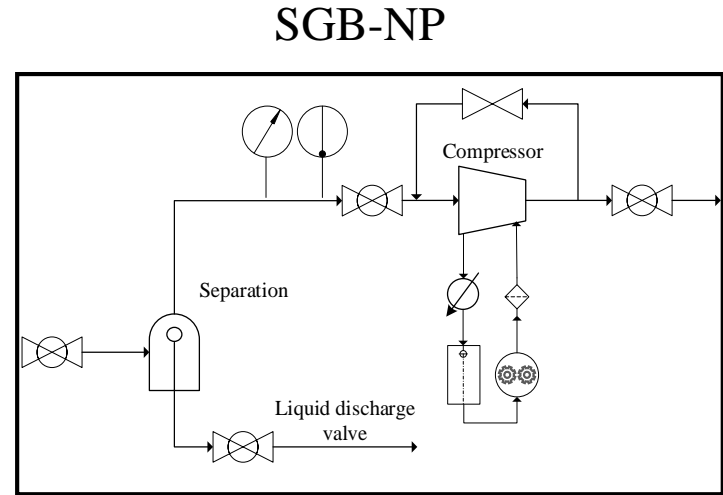 SGB-NP
Compressor
Separation
Liquid discharge
valve